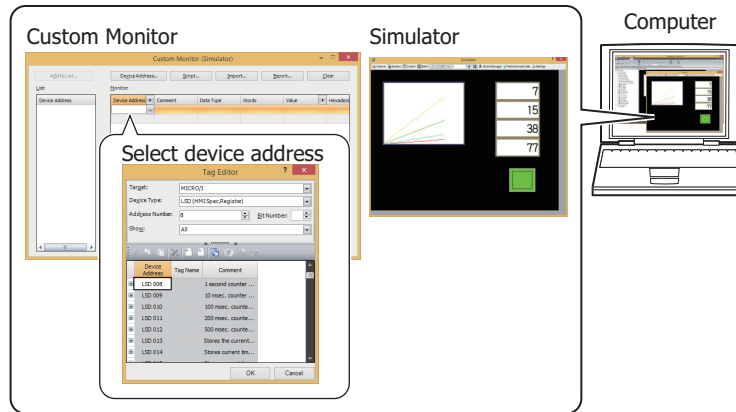 Custom Monitor
Simulator
Computer
Custom Monitor (Simulator)
Add to List...
Device Address...
Script...
Import...
Export...
Clear
List
Monitor
Device Address
Device Address
Comment
Data Type
Words
Value
Hexadec
Simulator
7
15
38
77
Select device address
Tag Editor
Target:
MICRO/I
Device Type:
LSD (HMI Spec.Register)
Address Number:
8
Bit Number:
Show:
All
Device Address
Tag Name
Comment
LSD 008
1 second counter ...
LSD 009
10 msec. counter ...
LSD 010
100 msec. counte...
LSD 011
200 msec. counte...
LSD 012
500 msec. counte...
LSD 013
Stores the current...
LSD 014
Stores current tim...
OK
Cancel